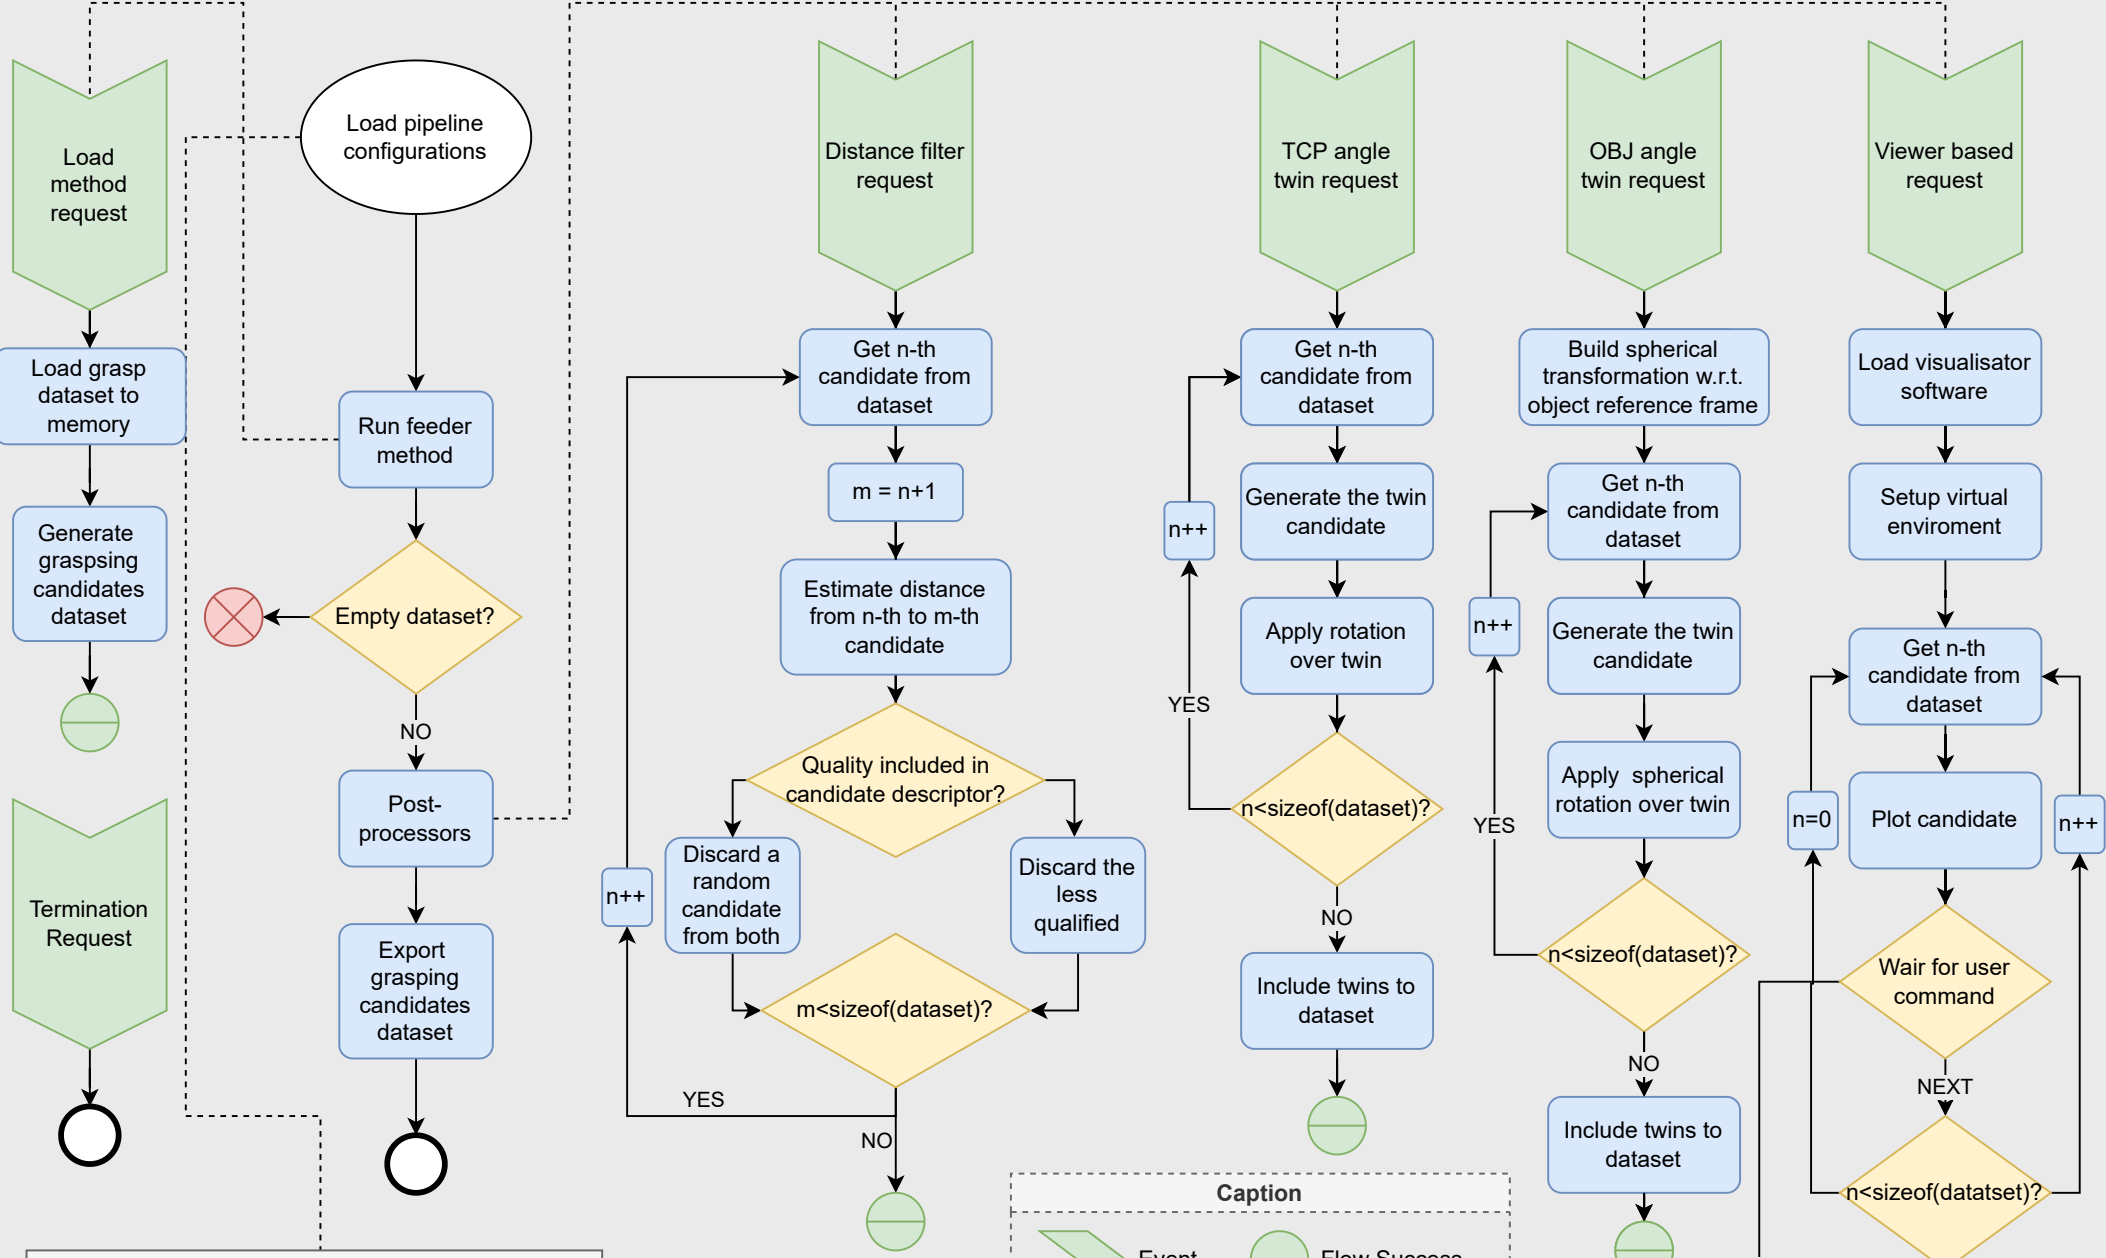 Load
method
request
Load grasp
dataset to
memory
Generate
graspsing
candidates
dataset
Termination
Request
Load pipeline
configurations
Run feeder
method
Empty dataset?
NO
Post-
processors
Export
grasping
candidates
dataset
Distance filter
request
Get n-th
candidate from
dataset
m = n+1
Estimate distance
from n-th to m-th
candidate
Quality included in
candidate descriptor?
Discard a
random
candidate
from both
Discard the
less
qualified
n++
m<sizeof(dataset)?
YES
NO
TCP angle
twin request
Get n-th
candidate from
dataset
Generate the twin
candidate
n++
Apply rotation
over twin
YES
n<sizeof(dataset)?
NO
Include twins to
dataset
OBJ angle
twin request
Build spherical
transformation w.r.t.
object reference frame
Get n-th
candidate from
dataset
n++
Generate the twin
candidate
Apply  spherical
rotation over twin
YES
n<sizeof(dataset)?
NO
Include twins to
dataset
Viewer based
request
Load visualisator
software
Setup virtual
enviroment
Get n-th
candidate from
dataset
n=0
Plot candidate
n++
Wair for user
command
NEXT
n<sizeof(datatset)?
Caption
Event
Flow Success